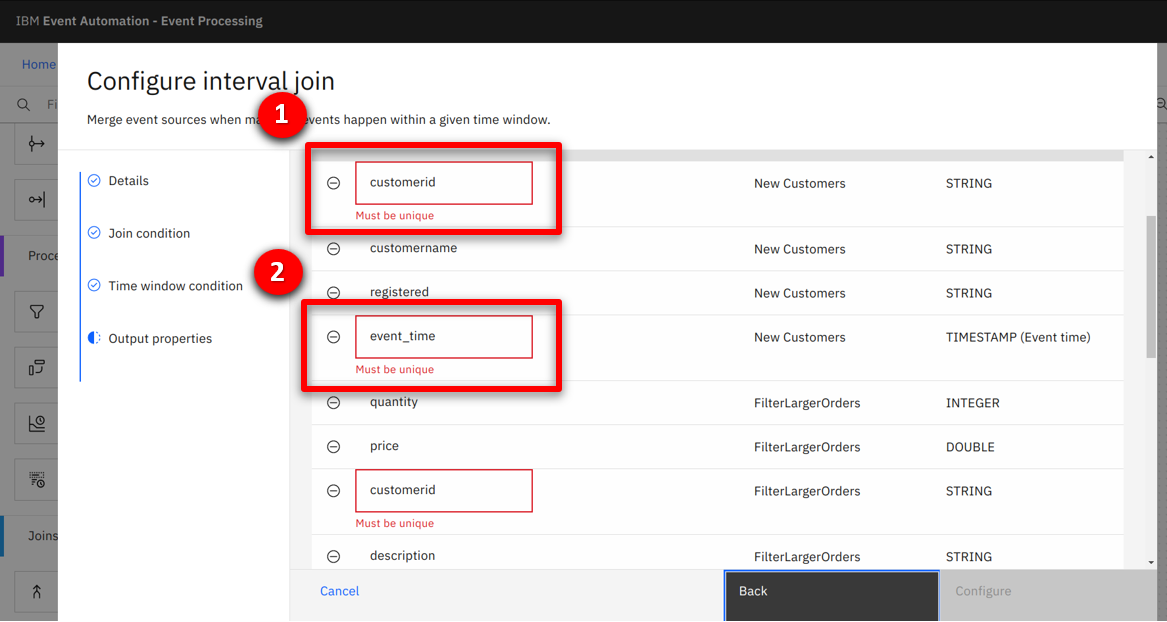 IBM Event Automation - Event Processing
Home
Configure interval join
1
Merge event sources when ma events happen within a given time window.
Fi
Details
Join condition
Time window condition
Output properties
Proce
Joins
customerid New Customers STRING
Must be unique
customername New Customers STRING
2
registered New Customers STRING
event_time New Customers TIMESTAMP (Event time)
Must be unique
quantity FilterLargerOrders INTEGER
price FilterLargerOrders DOUBLE
customerid FilterLargerOrders STRING
Must be unique
description FilterLargerOrders STRING
Cancel Back Configure